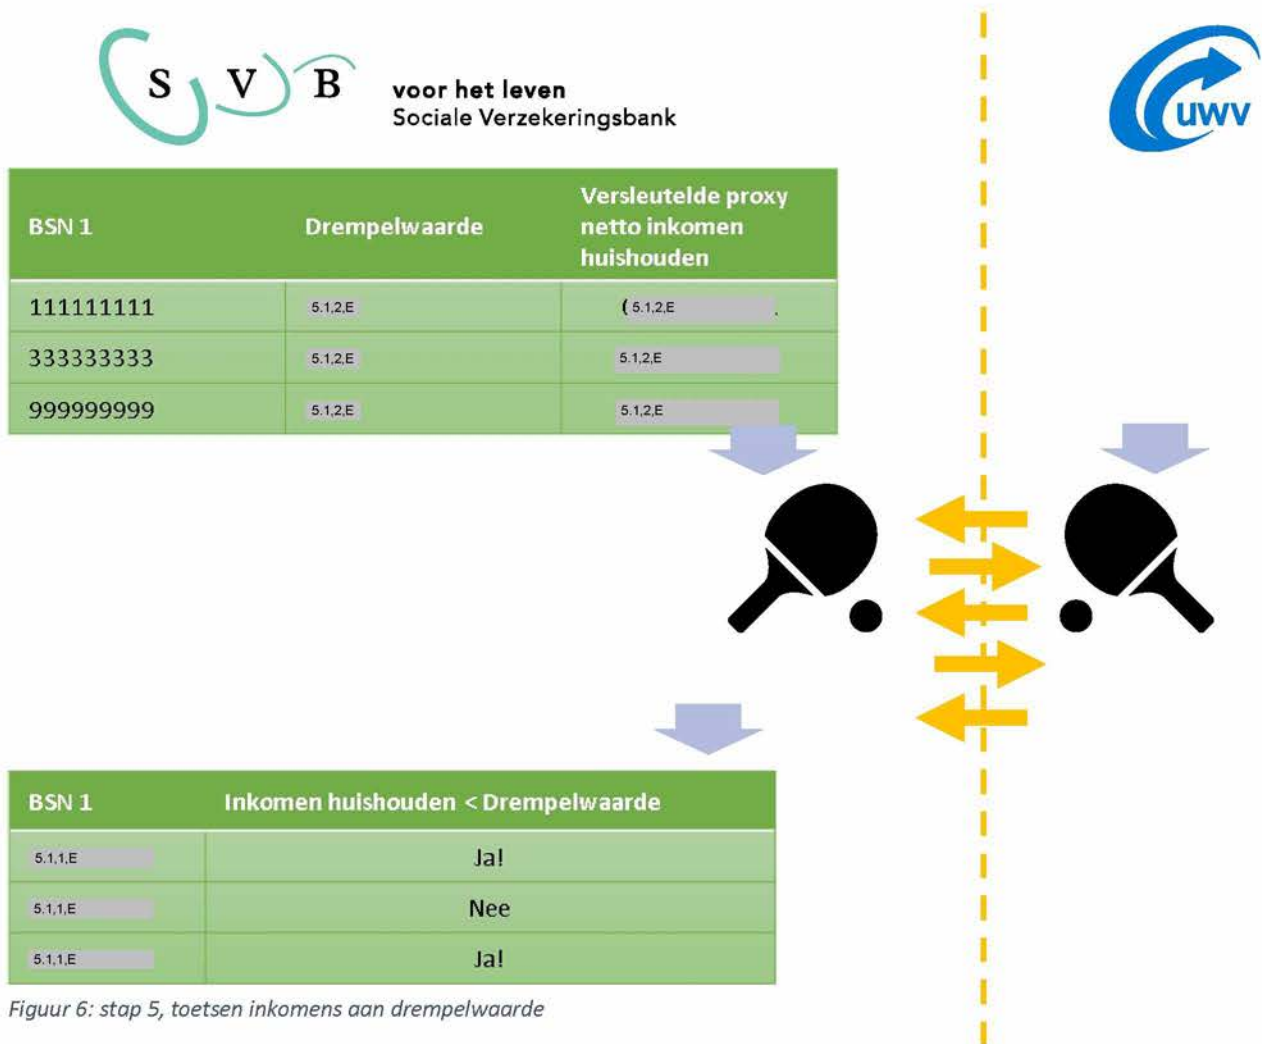 S V B
voor het leven
Sociale Verzekeringsbank
uwv
BSN 1 Drempelwaarde Versleutelde proxy
netto inkomen
huishouden
111111111 5.1,2,E ( 5.1,2,E .
333333333 5.1,2,E 5.1,2,E
999999999 5.1,2,E 5.1,2,E
BSN 1 Inkomen huishouden < Drempelwaarde
5.1,1,E Ja!
5.1,1,E Nee
5.1,1,E Ja!
Figuur 6: stap 5, toetsen inkomens aan drempelwaarde